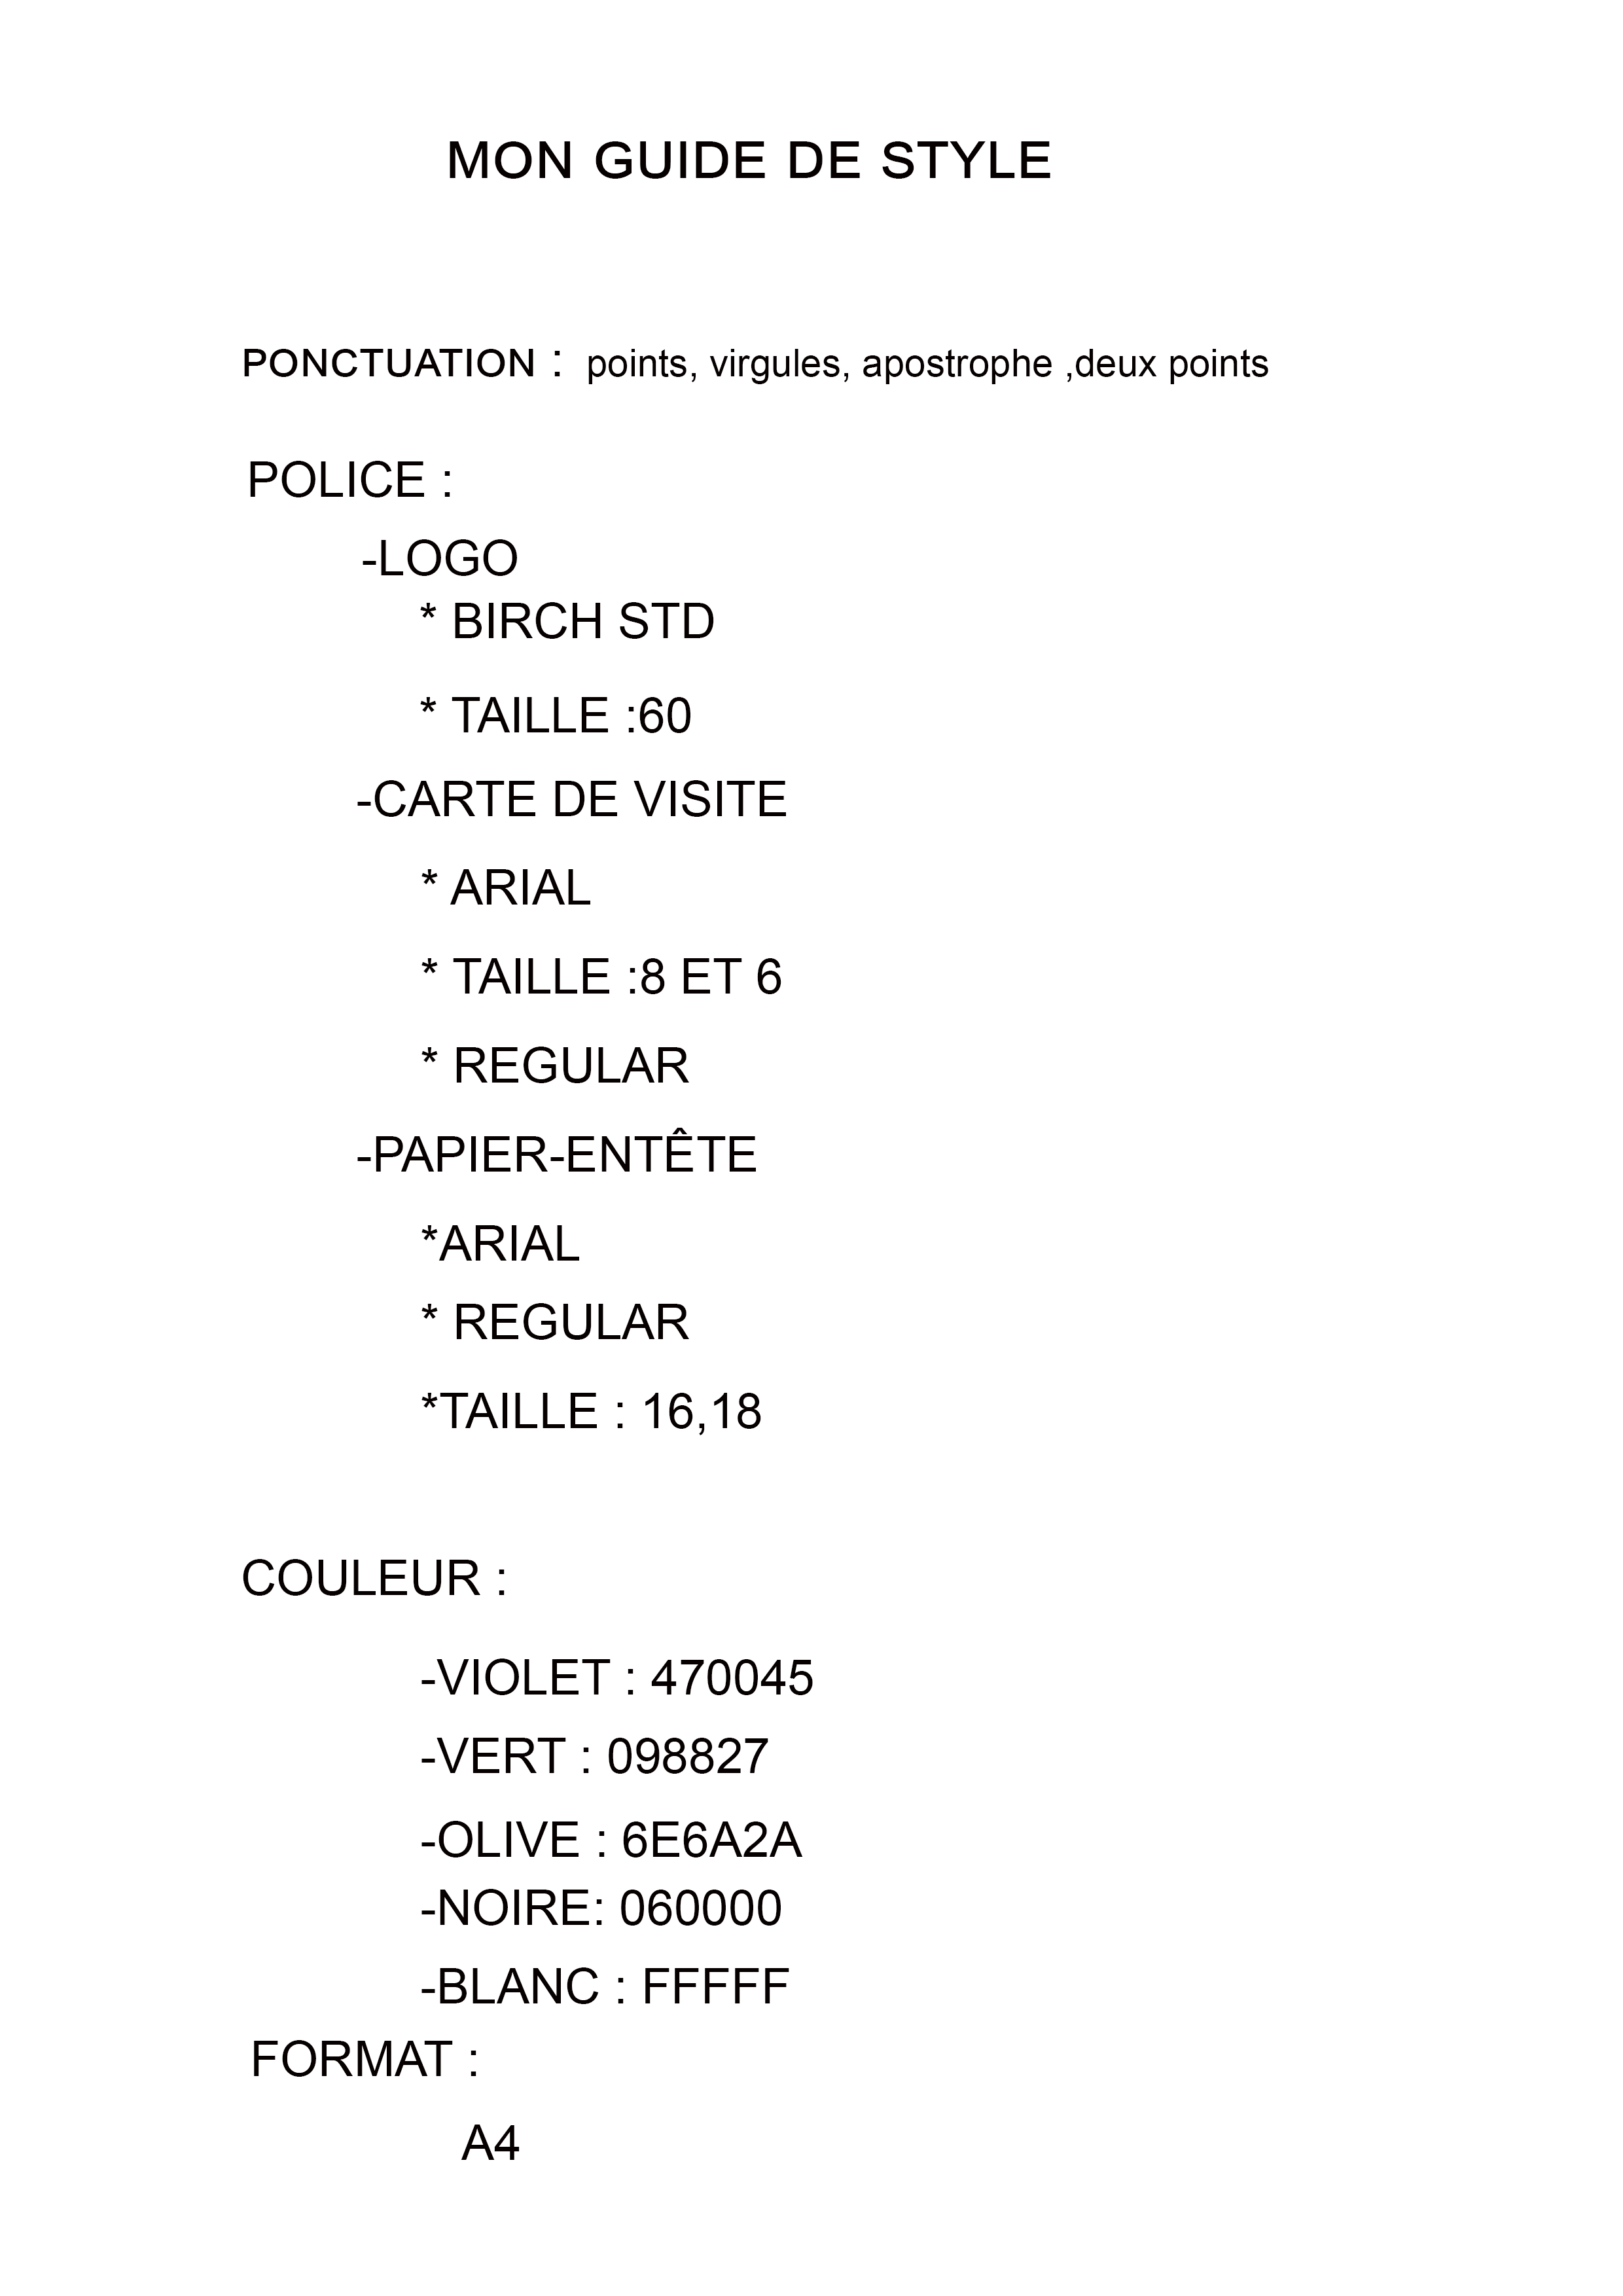 MON GUIDE DE STYLE
PONCTUATION : points, virgules, apostrophe ,deux points
POLICE :
-LOGO
* BIRCH STD
* TAILLE :60
-CARTE DE VISITE
* ARIAL
* TAILLE :8 ET 6
* REGULAR
-PAPIER-ENTÊTE
*ARIAL
* REGULAR
*TAILLE : 16,18
COULEUR :
-VIOLET : 470045
-VERT : 098827
-OLIVE : 6E6A2A
-NOIRE: 060000
-BLANC : FFFFF
FORMAT :
A4